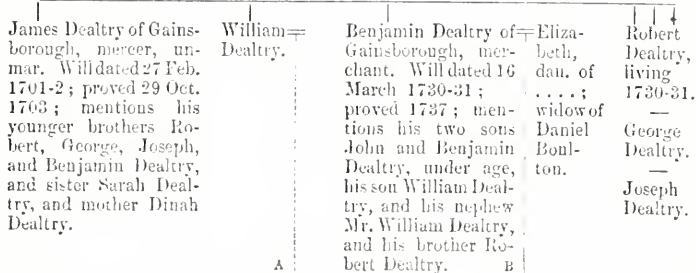 James Dealtry of Gains-
borough, mercer, un-
mar. Will dated 27 Feb.
1701-2; proved 29 Oct.
1703; mentions his
younger brothers Ro-
bert, George, Joseph,
and Benjamin Dealtry,
and sister Sarah Deal-
try, and mother Dinah
Dealtry.
William
Dealtry.
A
Benjamin Dealtry of
Gainsborough, mer-
chant. Will dated 16
March 1730-31;
proved 1737; men-
tions his two sons
John and Benjamin
Dealtry, under age,
his son William Deal-
try, and his nephew
Mr. William Dealtry,
and his brother Ro-
bert Dealtry.
B
Eliza-
beth,
dau. of
. . . . ;
widow of
Daniel
Boul-
ton.
Robert
Dealtry,
living
1730-31.
—
George
Dealtry.
—
Joseph
Dealtry.